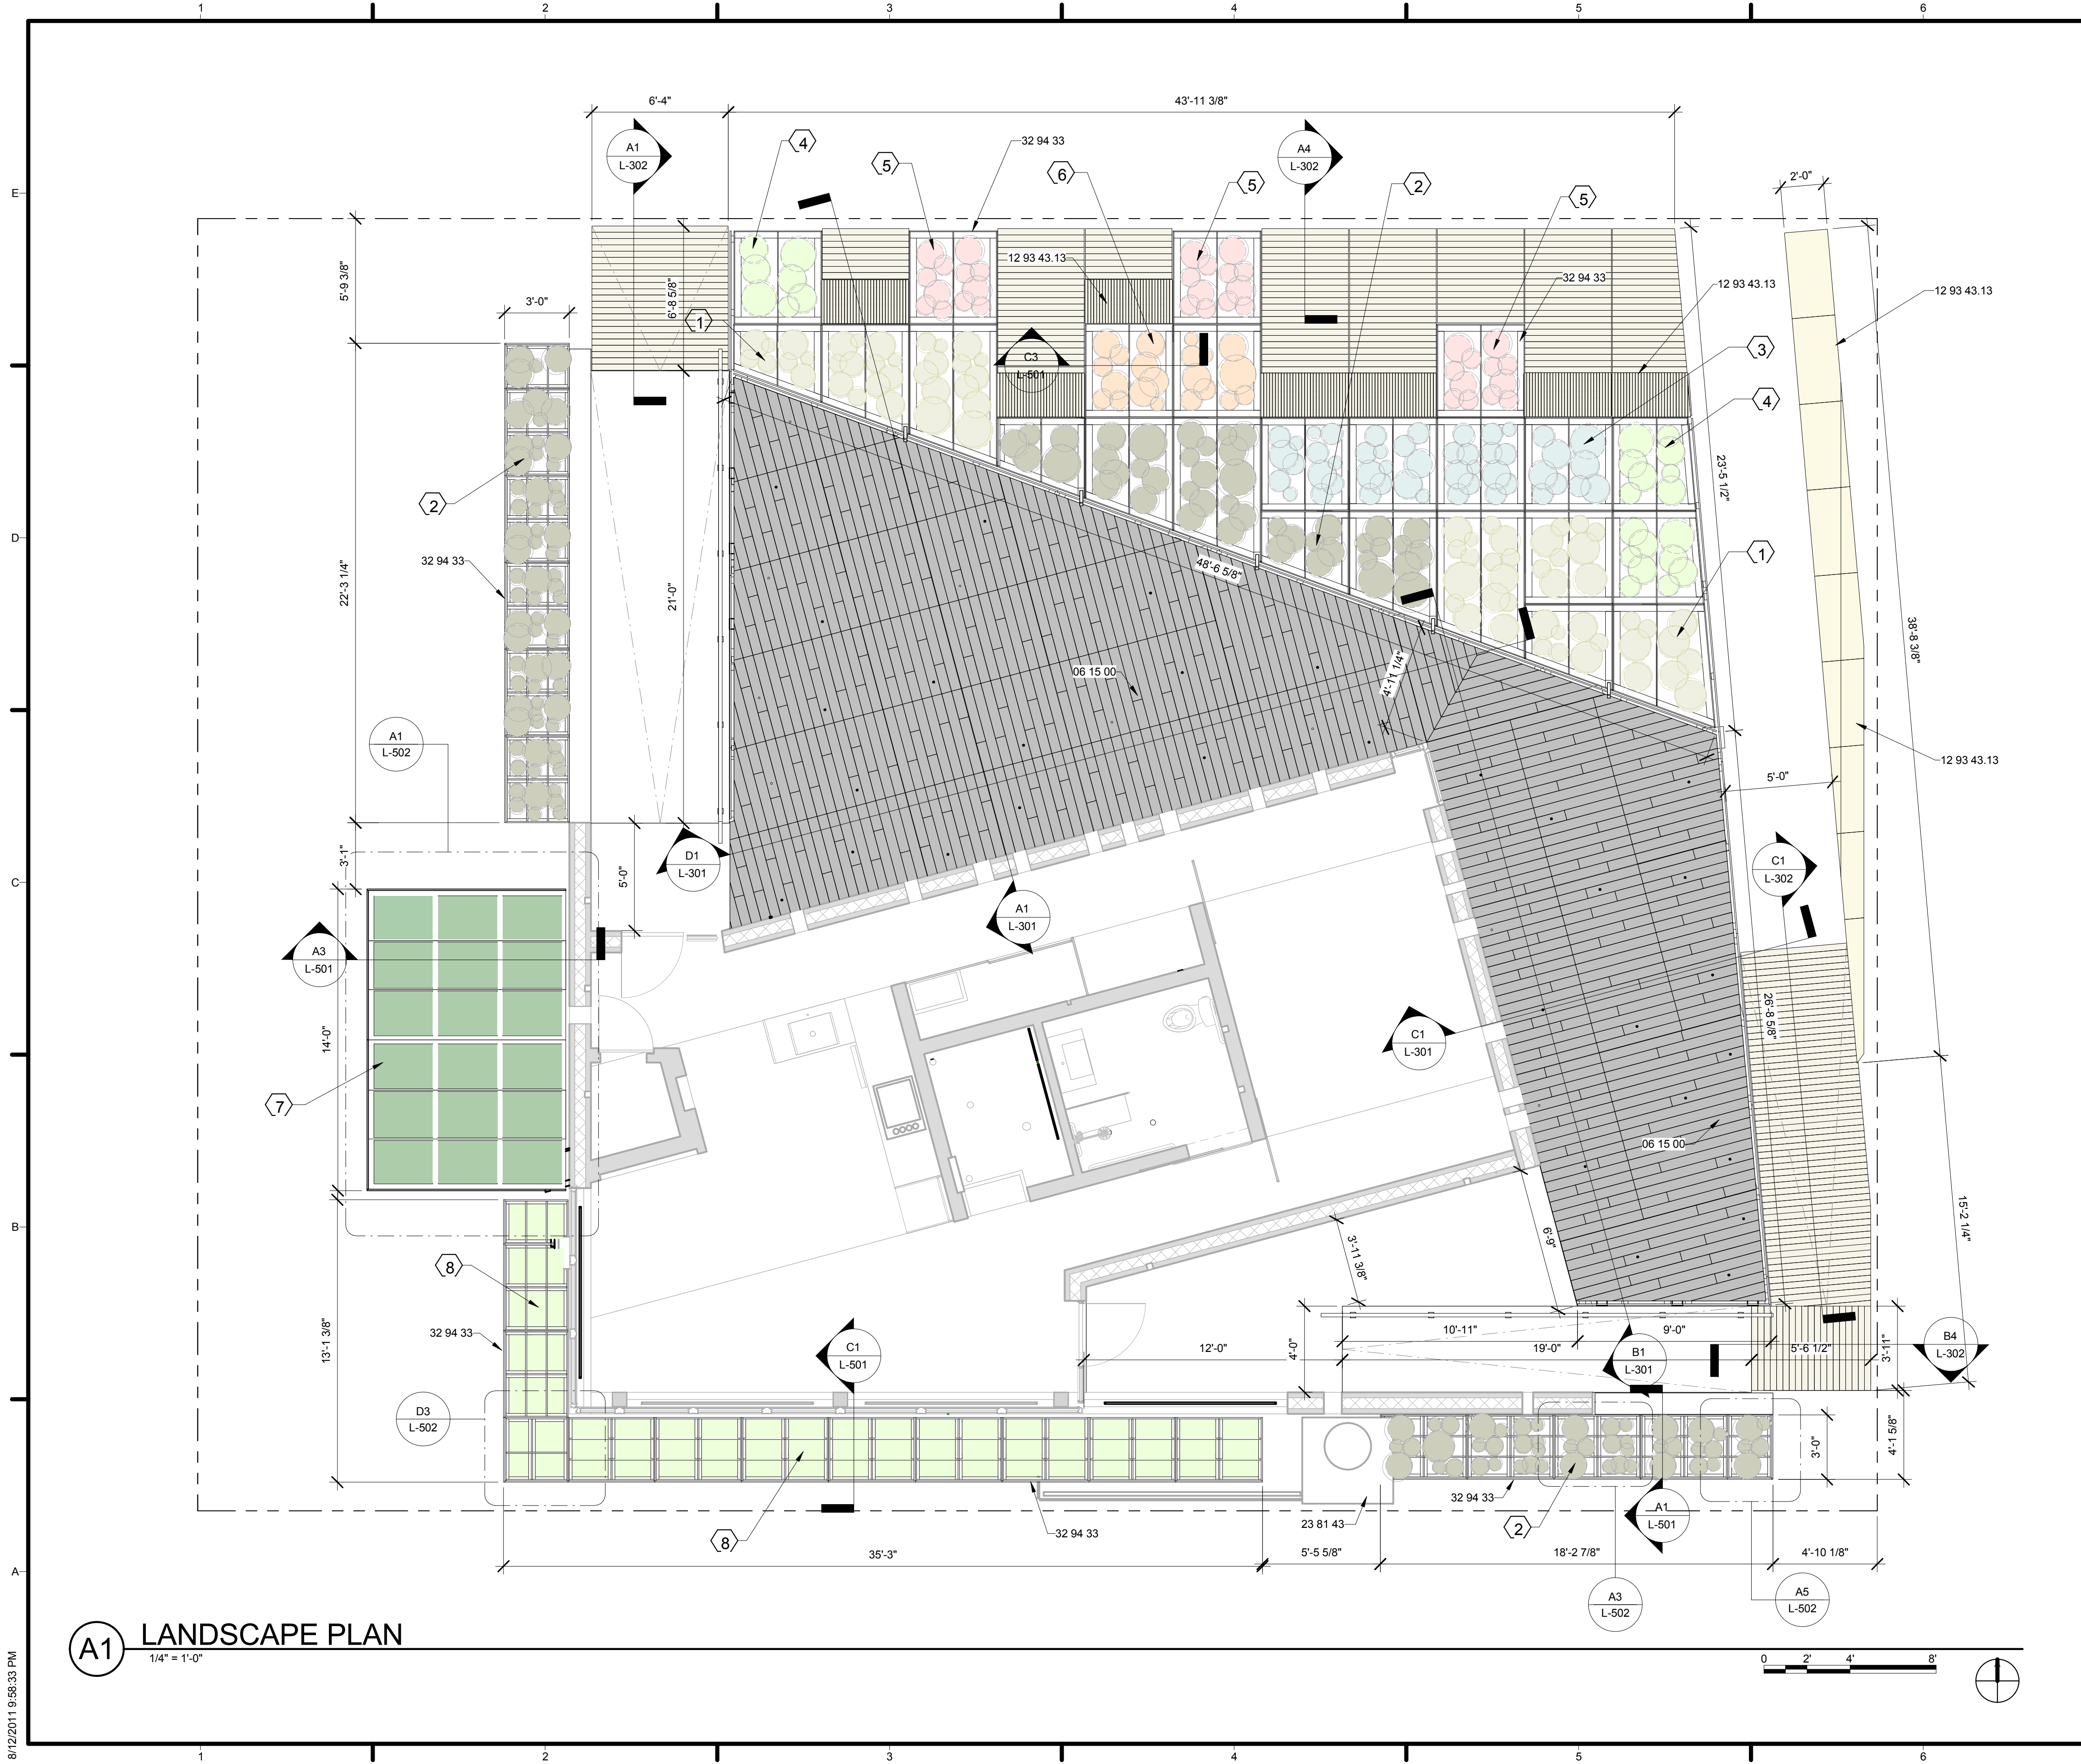 1 2 3 4 5 6
6'-4" 43'-11 3/8"
A1
L-302
4
5
32 94 33
6
A4
L-302
5
2
5
2'-0"
E
5'-9 3/8"
3'-0"
6'-8 5/8"
1
12 93 43.13
32 94 33
12 93 43.13
12 93 43.13
C3
L-501
3
4
2
23'-5 1/2"
D
32 94 33
22'-3 1/4"
21'-0"
48'-6 5/8"
1
38'-8 3/8"
06 15 00
4'-11 1/4"
A1
L-502
12 93 43.13
5'-0"
3'-1"
D1
L-301
5'-0"
C1
L-302
C
A1
L-301
A3
L-501
26'-8 5/8"
14'-0"
C1
L-301
7
06 15 00
B
15'-2 1/4"
6'-9"
3'-11 3/8"
8
32 94 33
13'-1 3/8"
10'-11" 9'-0"
C1
L-501
12'-0"
4'-0"
19'-0"
B1
L-301
5'-6 1/2"
3'-11"
B4
L-302
D3
L-502
3'-0"
4'-1 5/8"
32 94 33
A1
L-501
23 81 43
2
8
32 94 33
35'-3" 5'-5 5/8" 18'-2 7/8" 4'-10 1/8"
A
A3
L-502
A5
L-502
A1 LANDSCAPE PLAN
1/4" = 1'-0"
0 2' 4' 8'
8/12/2011 9:58:33 PM
1 2 3 4 5 6